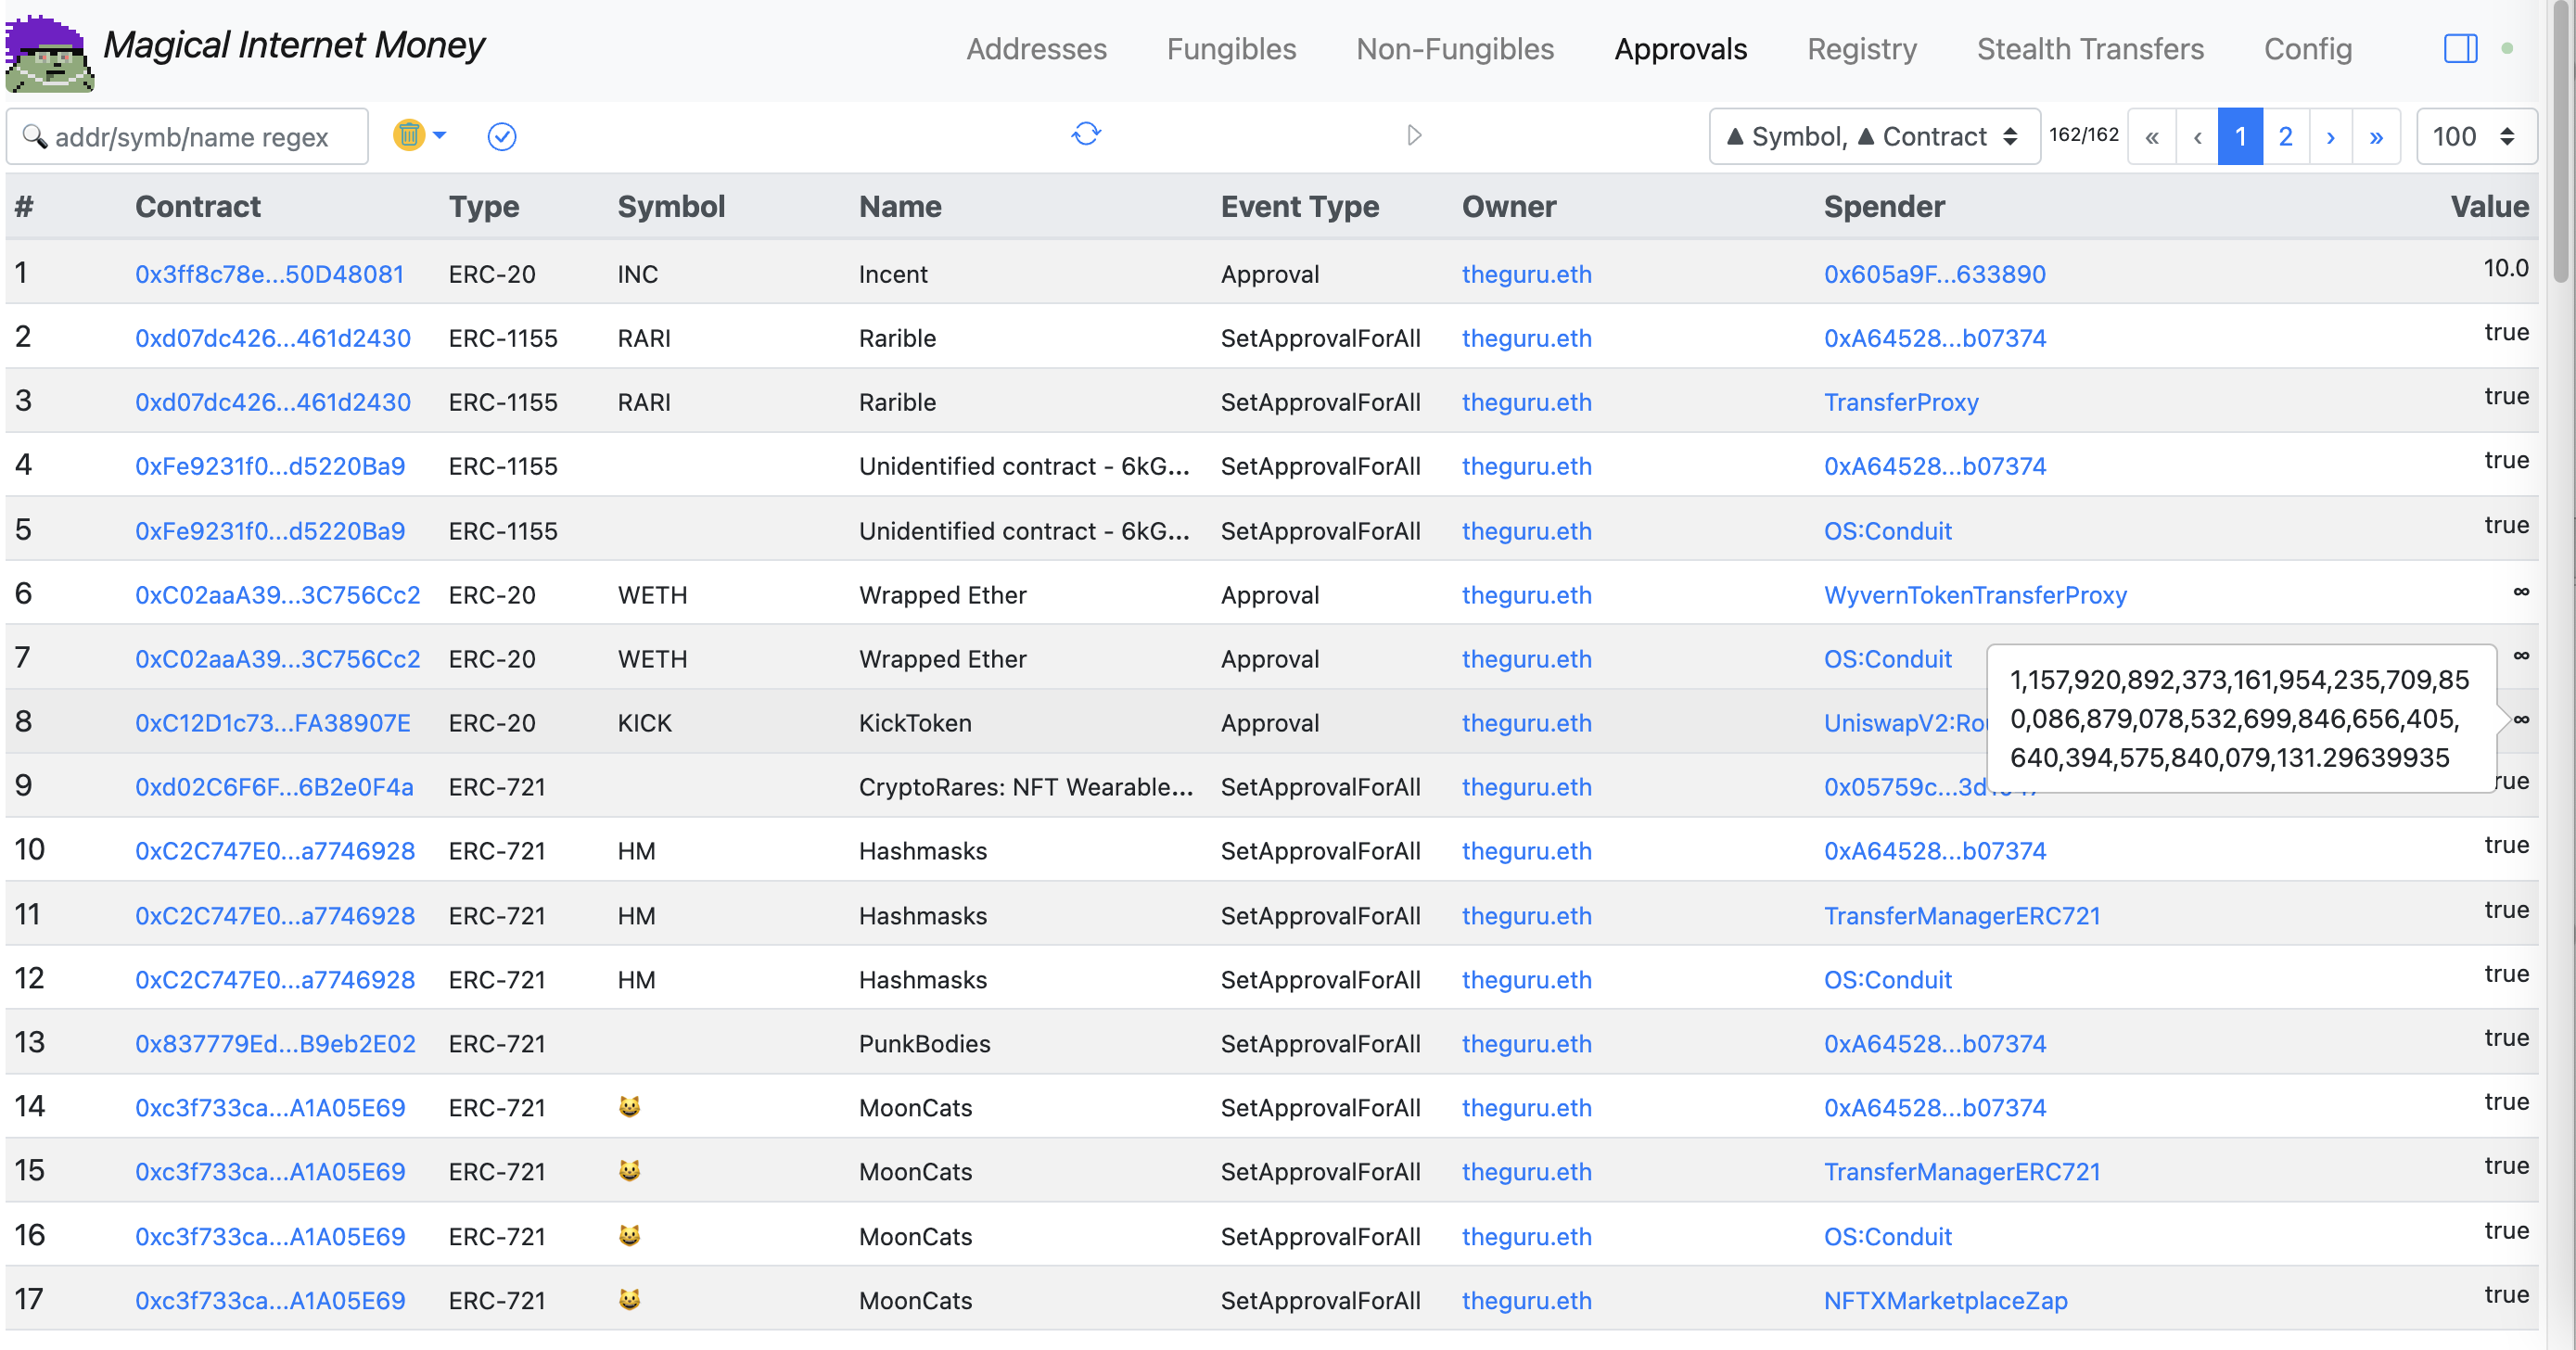 Magical Internet Money Addresses Fungibles Non-Fungibles Approvals Registry Stealth Transfers Config
addr/symb/name regex ▲ Symbol, ▲ Contract 162/162 « ‹ 1 2 › » 100
# Contract Type Symbol Name Event Type Owner Spender Value
1 0x3ff8c78e...50D48081 ERC-20 INC Incent Approval theguru.eth 0x605a9F...633890 10.0
2 0xd07dc426...461d2430 ERC-1155 RARI Rarible SetApprovalForAll theguru.eth 0xA64528...b07374 true
3 0xd07dc426...461d2430 ERC-1155 RARI Rarible SetApprovalForAll theguru.eth TransferProxy true
4 0xFe9231f0...d5220Ba9 ERC-1155 Unidentified contract - 6kG... SetApprovalForAll theguru.eth 0xA64528...b07374 true
5 0xFe9231f0...d5220Ba9 ERC-1155 Unidentified contract - 6kG... SetApprovalForAll theguru.eth OS:Conduit true
6 0xC02aaA39...3C756Cc2 ERC-20 WETH Wrapped Ether Approval theguru.eth WyvernTokenTransferProxy ∞
7 0xC02aaA39...3C756Cc2 ERC-20 WETH Wrapped Ether Approval theguru.eth OS:Conduit ∞
1,157,920,892,373,161,954,235,709,85
0,086,879,078,532,699,846,656,405,
640,394,575,840,079,131.29639935
8 0xC12D1c73...FA38907E ERC-20 KICK KickToken Approval theguru.eth ∞
9 0xd02C6F6F...6B2e0F4a ERC-721 CryptoRares: NFT Wearable... SetApprovalForAll theguru.eth
10 0xC2C747E0...a7746928 ERC-721 HM Hashmasks SetApprovalForAll theguru.eth 0xA64528...b07374 true
11 0xC2C747E0...a7746928 ERC-721 HM Hashmasks SetApprovalForAll theguru.eth TransferManagerERC721 true
12 0xC2C747E0...a7746928 ERC-721 HM Hashmasks SetApprovalForAll theguru.eth OS:Conduit true
13 0x837779Ed...B9eb2E02 ERC-721 PunkBodies SetApprovalForAll theguru.eth 0xA64528...b07374 true
14 0xc3f733ca...A1A05E69 ERC-721 😺 MoonCats SetApprovalForAll theguru.eth 0xA64528...b07374 true
15 0xc3f733ca...A1A05E69 ERC-721 😺 MoonCats SetApprovalForAll theguru.eth TransferManagerERC721 true
16 0xc3f733ca...A1A05E69 ERC-721 😺 MoonCats SetApprovalForAll theguru.eth OS:Conduit true
17 0xc3f733ca...A1A05E69 ERC-721 😺 MoonCats SetApprovalForAll theguru.eth NFTXMarketplaceZap true